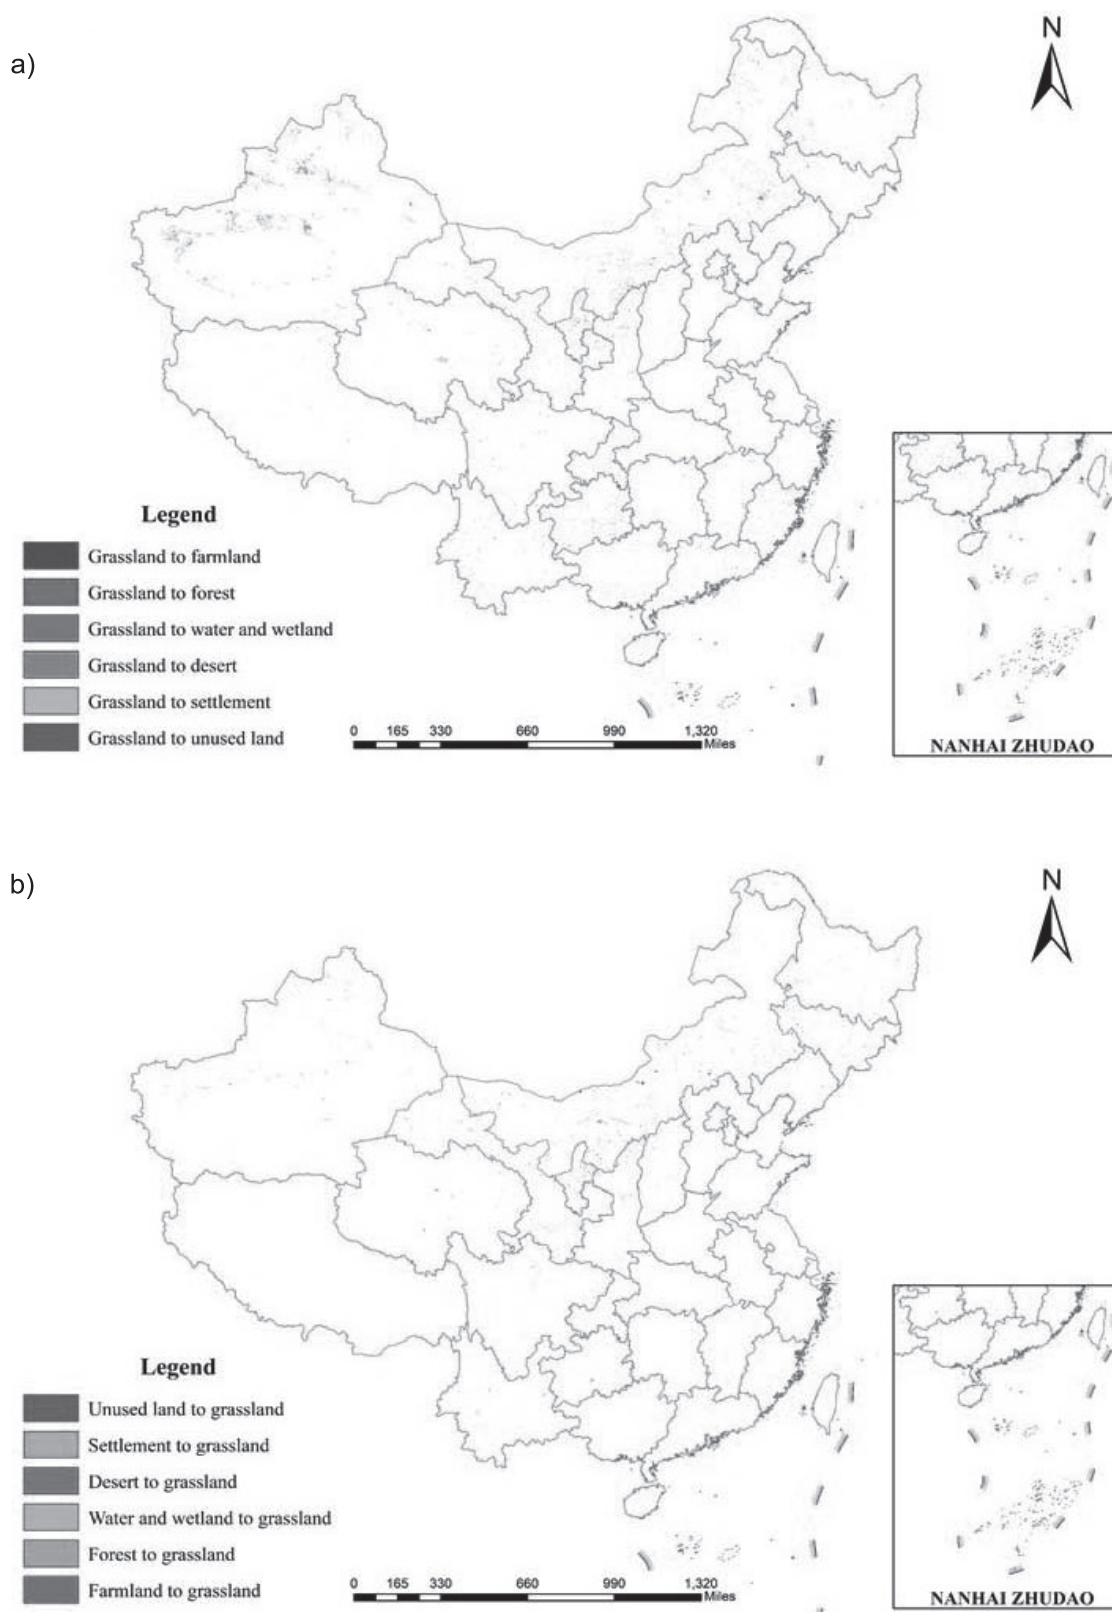 a)
N
Legend
Grassland to farmland
Grassland to forest
Grassland to water and wetland
Grassland to desert
Grassland to settlement
Grassland to unused land
0 165 330 660 990 1,320
Miles
NANHAI ZHUDAO
b)
N
Legend
Unused land to grassland
Settlement to grassland
Desert to grassland
Water and wetland to grassland
Forest to grassland
Farmland to grassland
0 165 330 660 990 1,320
Miles
NANHAI ZHUDAO